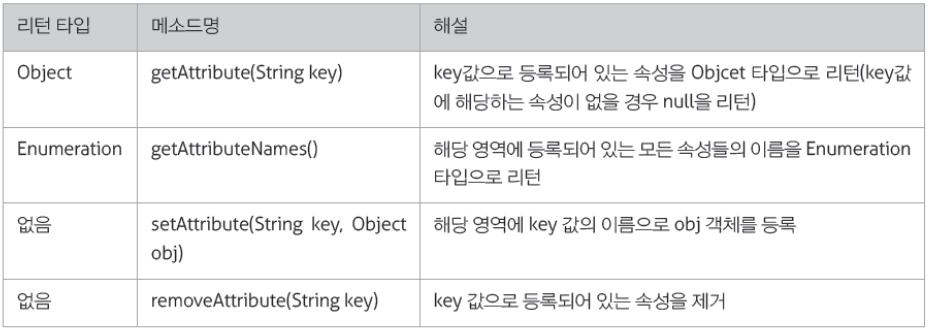 리턴 타입 메소드명 해설
Object getAttribute(String key) key값으로 등록되어 있는 속성을 Objcet 타입으로 리턴(key값
에 해당하는 속성이 없을 경우 null을 리턴)
Enumeration getAttributeNames() 해당 영역에 등록되어 있는 모든 속성들의 이름을 Enumeration
타입으로 리턴
없음 setAttribute(String key, Object 해당 영역에 key 값의 이름으로 obj 객체를 등록
obj)
없음 removeAttribute(String key) key 값으로 등록되어 있는 속성을 제거